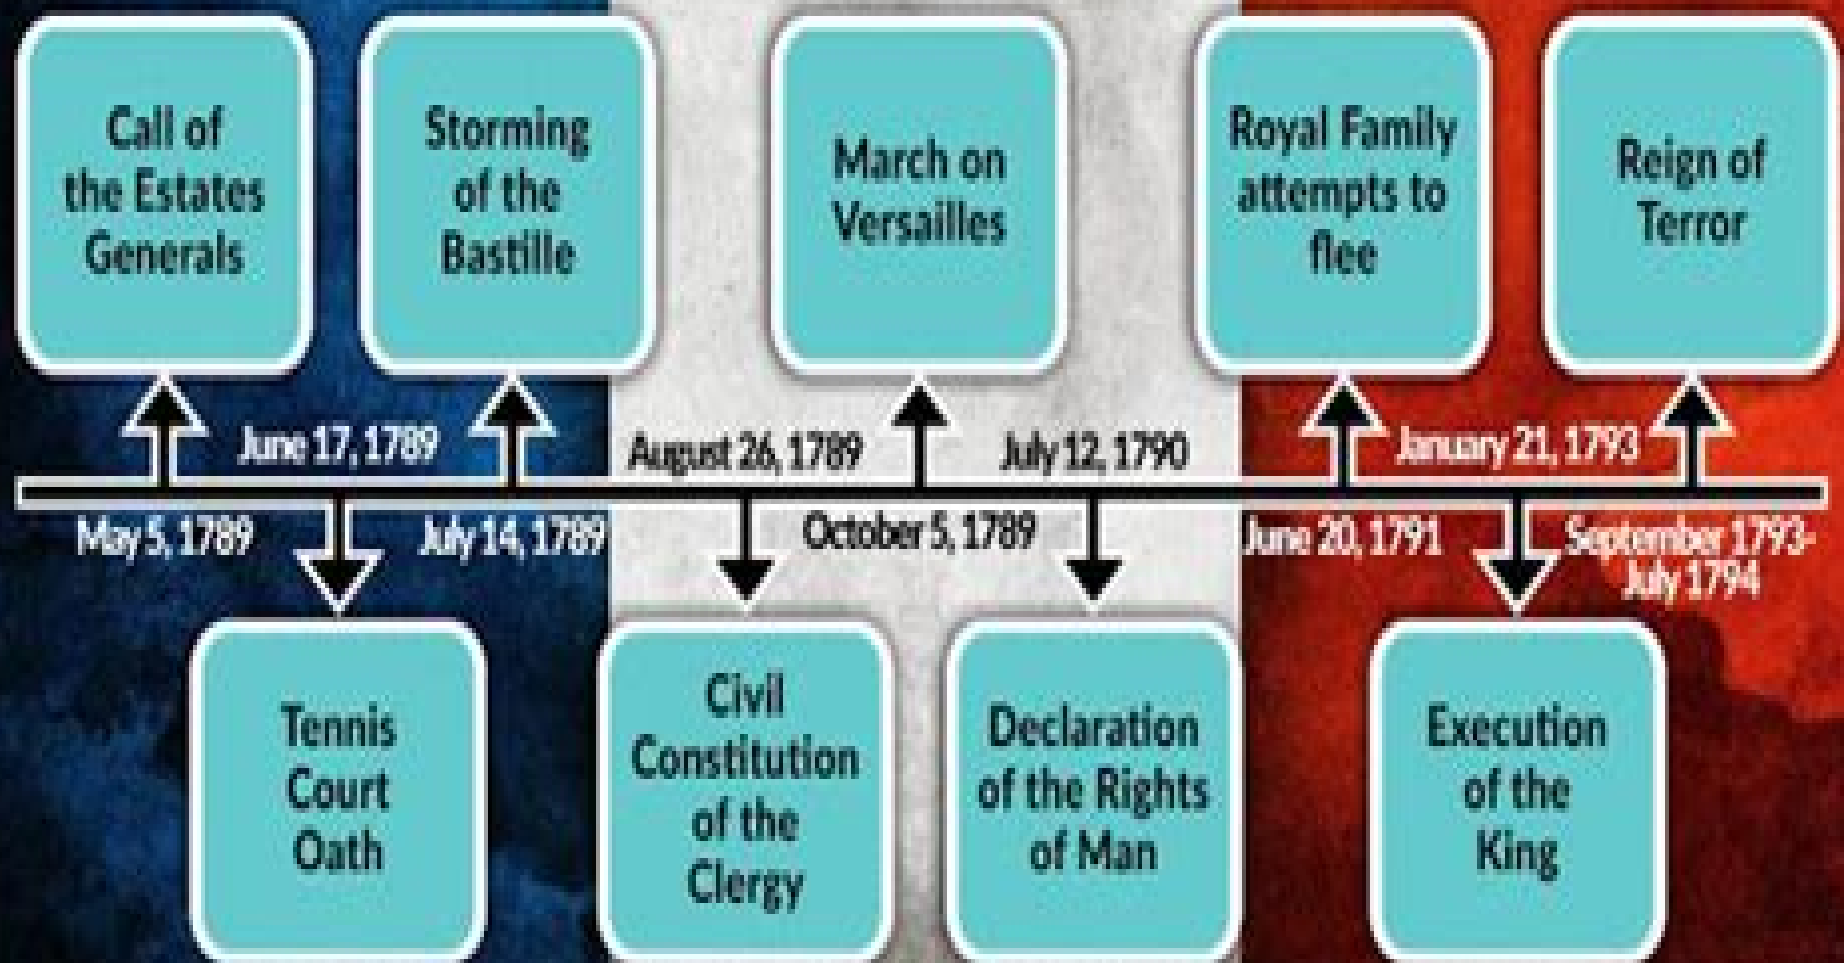 Call of
the Estates
Generals
Storming
of the
Bastille
March on
Versailles
Royal Family
attempts to
flee
Reign of
Terror
June 17, 1789
August 26, 1789
July 12, 1790
January 21, 1793
May 5, 1789
July 14, 1789
October 5, 1789
June 20, 1791
September 1793-
July 1794
Tennis
Court
Oath
Civil
Constitution
of the
Clergy
Declaration
of the Rights
of Man
Execution
of the
King